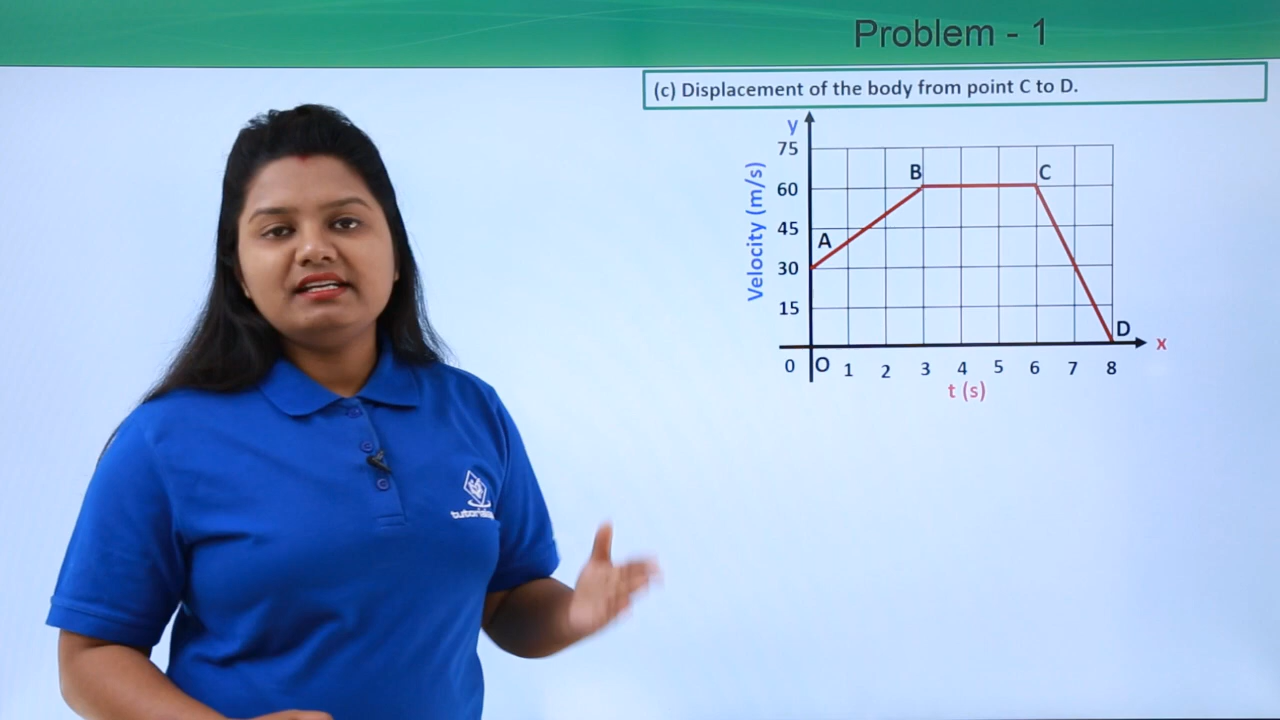 Problem - 1
(c) Displacement of the body from point C to D.
y
75
60
45
30
15
0
Velocity (m/s)
A
B
C
D
O
1 2 3 4 5 6 7 8
x
t (s)